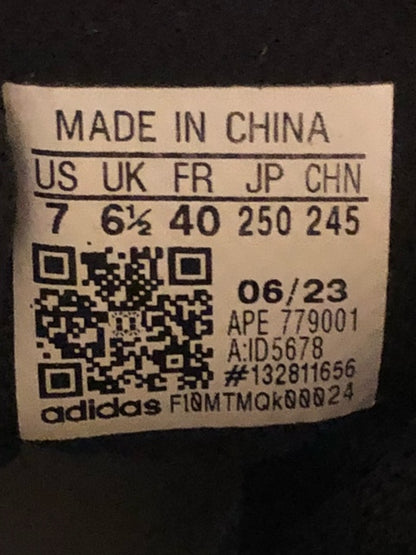 MADE IN CHINA
US UK FR JP CHN
7 6½ 40 250 245
06/23
APE 779001
A:ID5678
#132811656
adidas F10MTMQk00024